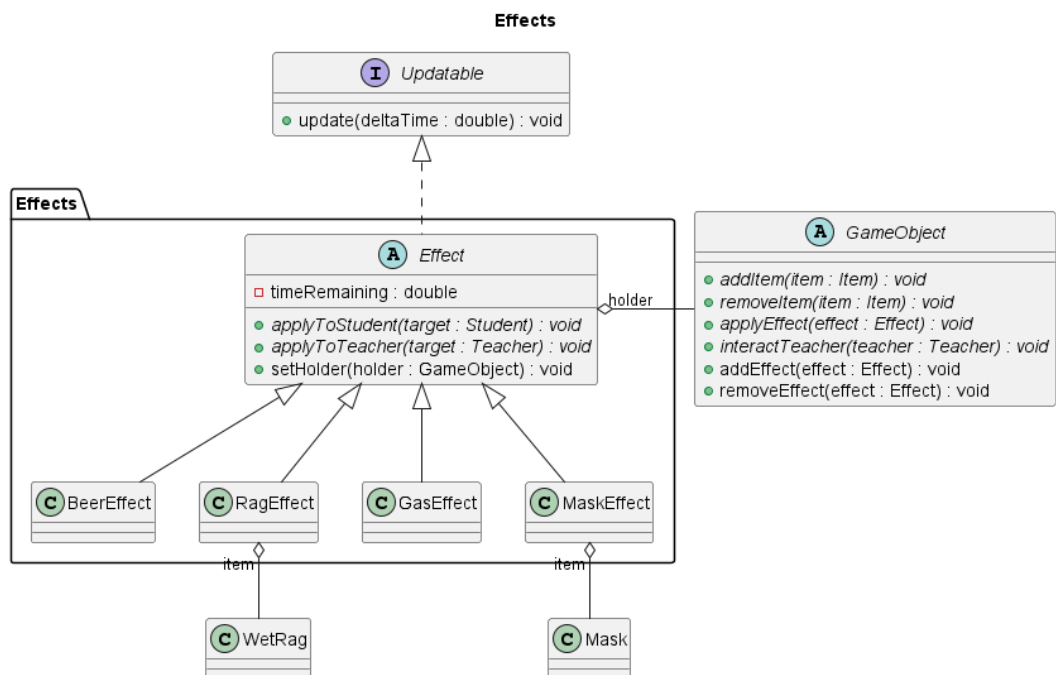 Effects
I Updatable
update(deltaTime : double) : void
Effects
A Effect
timeRemaining : double
applyToStudent(target : Student) : void
applyToTeacher(target : Teacher) : void
setHolder(holder : GameObject) : void
holder
A GameObject
addItem(item : Item) : void
removeItem(item : Item) : void
applyEffect(effect : Effect) : void
interactTeacher(teacher : Teacher) : void
addEffect(effect : Effect) : void
removeEffect(effect : Effect) : void
C BeerEffect
C RagEffect
C GasEffect
C MaskEffect
item
item
C WetRag
C Mask